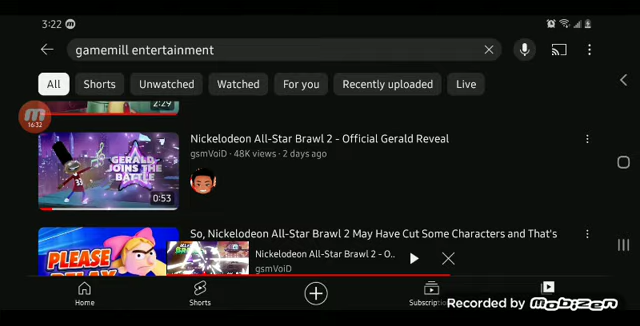 3:22
gamemill entertainment
All
Shorts
Unwatched
Watched
For you
Recently uploaded
Live
2:29
16:32
Nickelodeon All-Star Brawl 2 - Official Gerald Reveal
gsmVoiD · 48K views · 2 days ago
GERALD
JOINS THE
BATTLE
0:53
So, Nickelodeon All-Star Brawl 2 May Have Cut Some Characters and That's
PLEASE
Nickelodeon All-Star Brawl 2 - O..
gsmVoiD
Home
Shorts
Subscriptio
Recorded by Mobizen